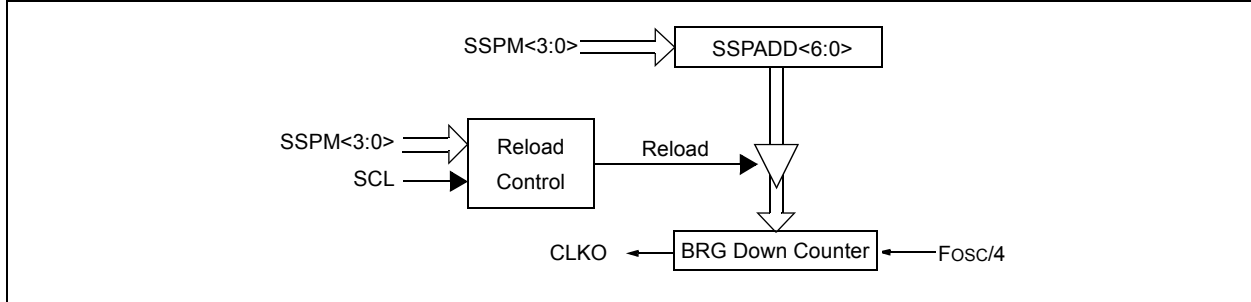 SSPM<3:0>
SSPADD<6:0>
SSPM<3:0>
Reload
Control
Reload
SCL
CLKO
BRG Down Counter
FOSC/4